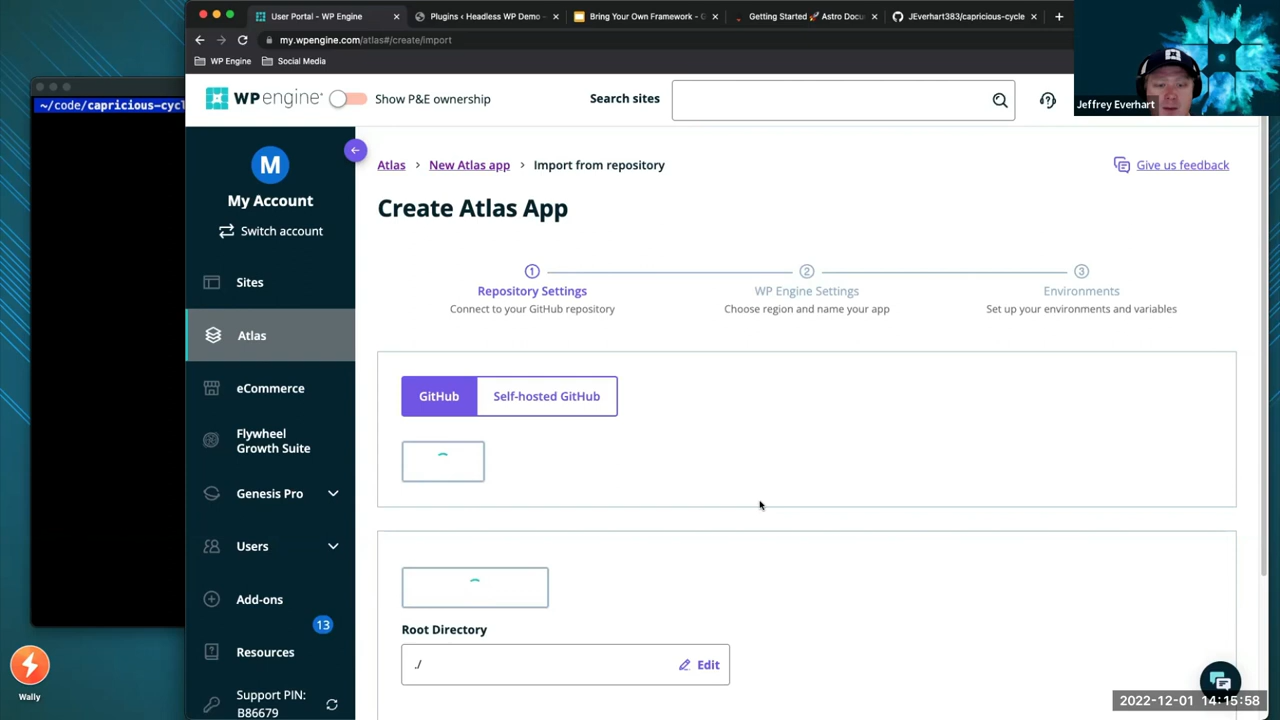 User Portal - WP Engine
Plugins ‹ Headless WP Demo -
Bring Your Own Framework - G
Getting Started 🚀 Astro Docu
JEverhart383/capricious-cycle
my.wpengine.com/atlas#/create/import
WP Engine
Social Media
~/code/capricious-cycl
WP engine
Show P&E ownership
Search sites
Jeffrey Everhart
M
My Account
Switch account
Sites
Atlas
eCommerce
Flywheel
Growth Suite
Genesis Pro
Users
Add-ons
13
Resources
Support PIN:
B86679
Atlas > New Atlas app > Import from repository
Give us feedback
Create Atlas App
1
Repository Settings
Connect to your GitHub repository
2
WP Engine Settings
Choose region and name your app
3
Environments
Set up your environments and variables
GitHub
Self-hosted GitHub
Root Directory
./
Edit
Wally
2022-12-01 14:15:58